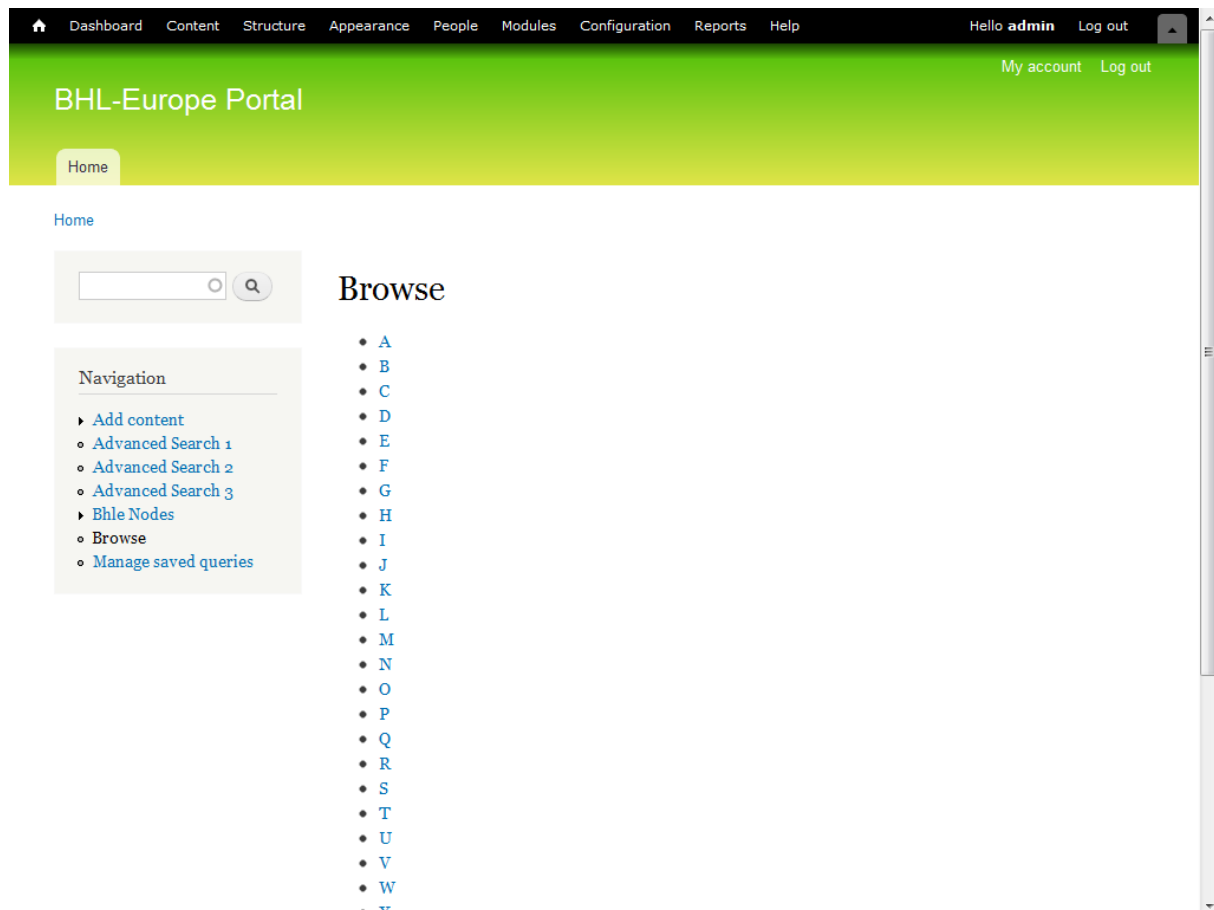 Dashboard Content Structure Appearance People Modules Configuration Reports Help Hello admin Log out
My account Log out
BHL-Europe Portal
Home
Home
Browse
Navigation
Add content
Advanced Search 1
Advanced Search 2
Advanced Search 3
Bhle Nodes
Browse
Manage saved queries
A
B
C
D
E
F
G
H
I
J
K
L
M
N
O
P
Q
R
S
T
U
V
W